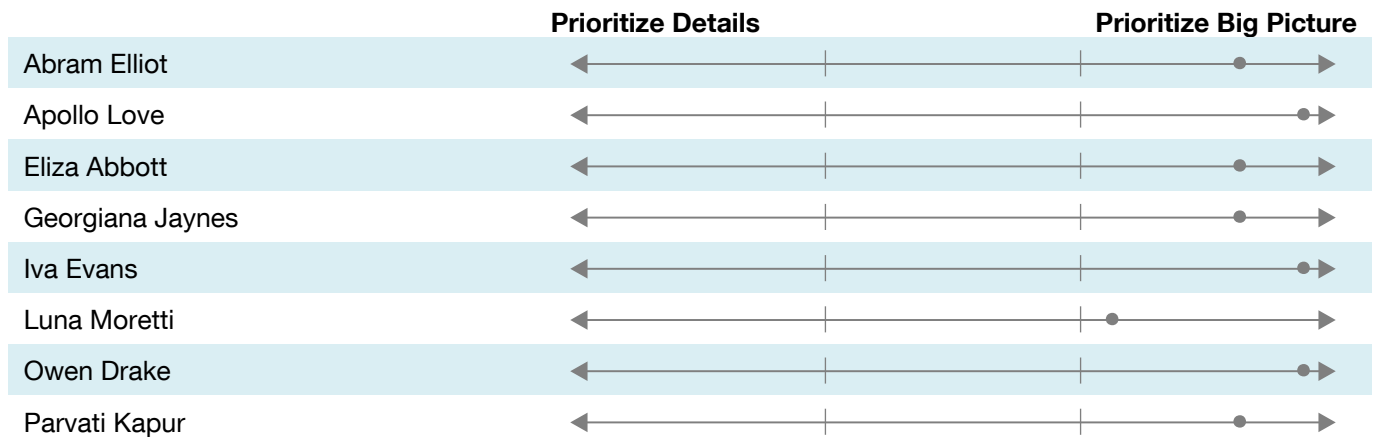 Prioritize Details Prioritize Big Picture
Abram Elliot
Apollo Love
Eliza Abbott
Georgiana Jaynes
Iva Evans
Luna Moretti
Owen Drake
Parvati Kapur